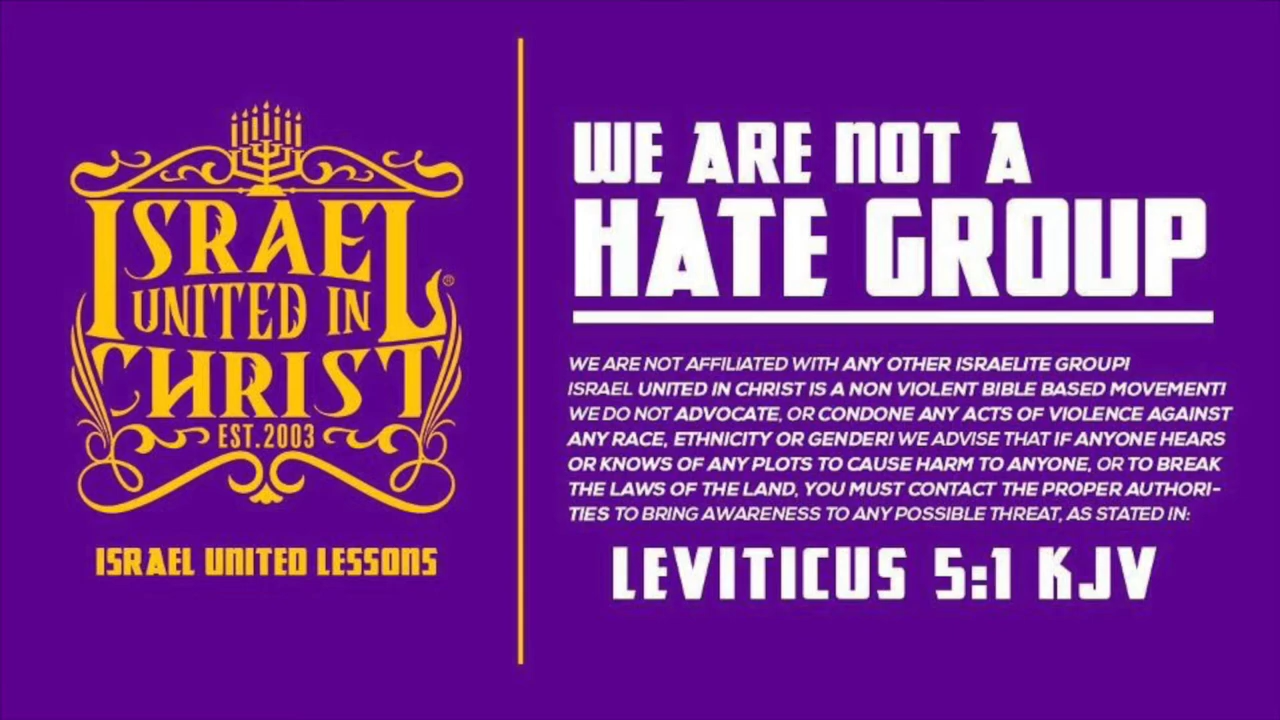 ISRAEL
UNITED IN
CHRIST
EST. 2003
®
ISRAEL UNITED LESSONS
WE ARE NOT A
HATE GROUP
WE ARE NOT AFFILIATED WITH ANY OTHER ISRAELITE GROUP!
ISRAEL UNITED IN CHRIST IS A NON VIOLENT BIBLE BASED MOVEMENT!
WE DO NOT ADVOCATE, OR CONDONE ANY ACTS OF VIOLENCE AGAINST
ANY RACE, ETHNICITY OR GENDER! WE ADVISE THAT IF ANYONE HEARS
OR KNOWS OF ANY PLOTS TO CAUSE HARM TO ANYONE, OR TO BREAK
THE LAWS OF THE LAND, YOU MUST CONTACT THE PROPER AUTHORI-
TIES TO BRING AWARENESS TO ANY POSSIBLE THREAT, AS STATED IN:
LEVITICUS 5:1 KJV